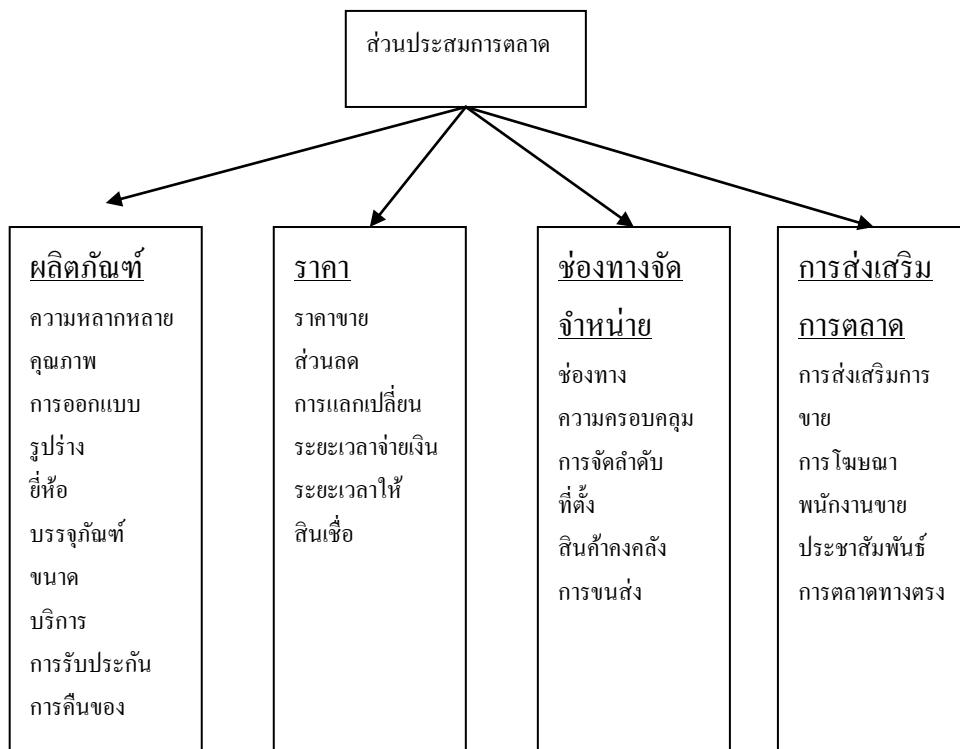 ส่วนประสมการตลาด
ผลิตภัณฑ์
ความหลากหลาย
คุณภาพ
การออกแบบ
รูปร่าง
ยี่ห้อ
บรรจุภัณฑ์
ขนาด
บริการ
การรับประกัน
การคืนของ
ราคา
ราคาขาย
ส่วนลด
การแลกเปลี่ยน
ระยะเวลาจ่ายเงิน
ระยะเวลาให้
สินเชื่อ
ช่องทางจัด
จำหน่าย
ช่องทาง
ความครอบคลุม
การจัดลำดับ
ที่ตั้ง
สินค้าคงคลัง
การขนส่ง
การส่งเสริม
การตลาด
การส่งเสริมการ
ขาย
การโฆษณา
พนักงานขาย
ประชาสัมพันธ์
การตลาดทางตรง